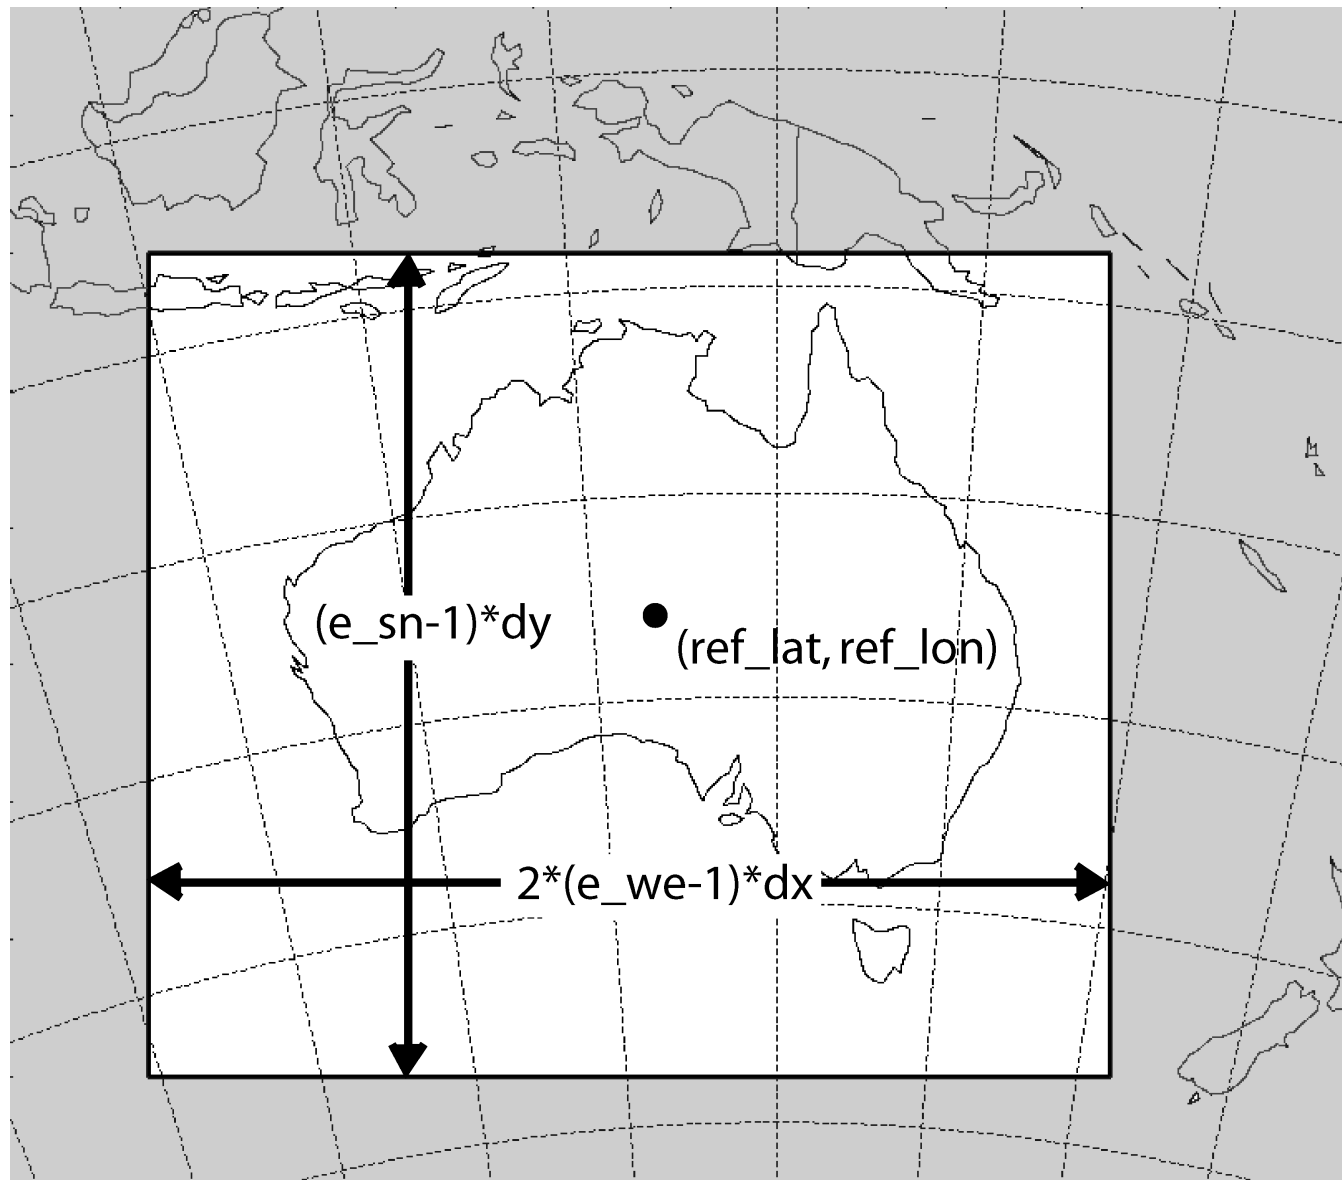 (e_sn-1)*dy
(ref_lat, ref_lon)
2*(e_we-1)*dx